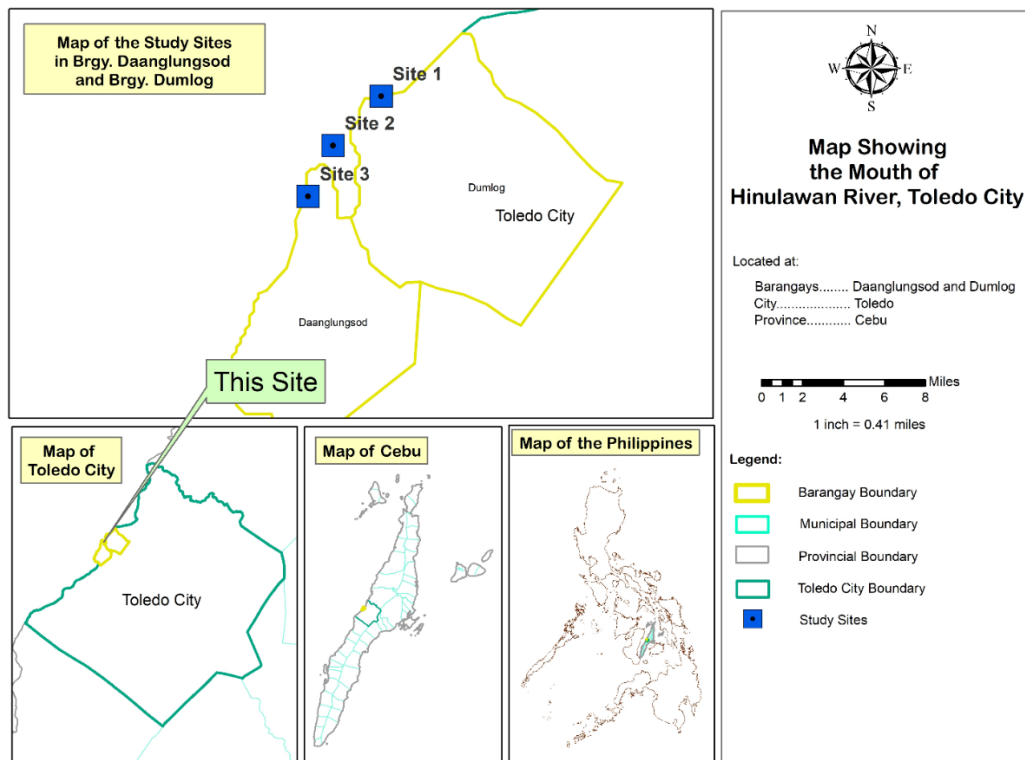 Map of the Study Sites
in Brgy. Daanglungsod
and Brgy. Dumlog
Site 1
Site 2
Site 3
Dumlog
Toledo City
Daanglungsod
This Site
Map of
Toledo City
Toledo City
Map of Cebu
Map of the Philippines
N
W E
S
Map Showing
the Mouth of
Hinulawan River, Toledo City
Located at:
Barangays........ Daanglungsod and Dumlog
City.................... Toledo
Province............ Cebu
Miles
0 1 2 4 6 8
1 inch = 0.41 miles
Legend:
Barangay Boundary
Municipal Boundary
Provincial Boundary
Toledo City Boundary
Study Sites